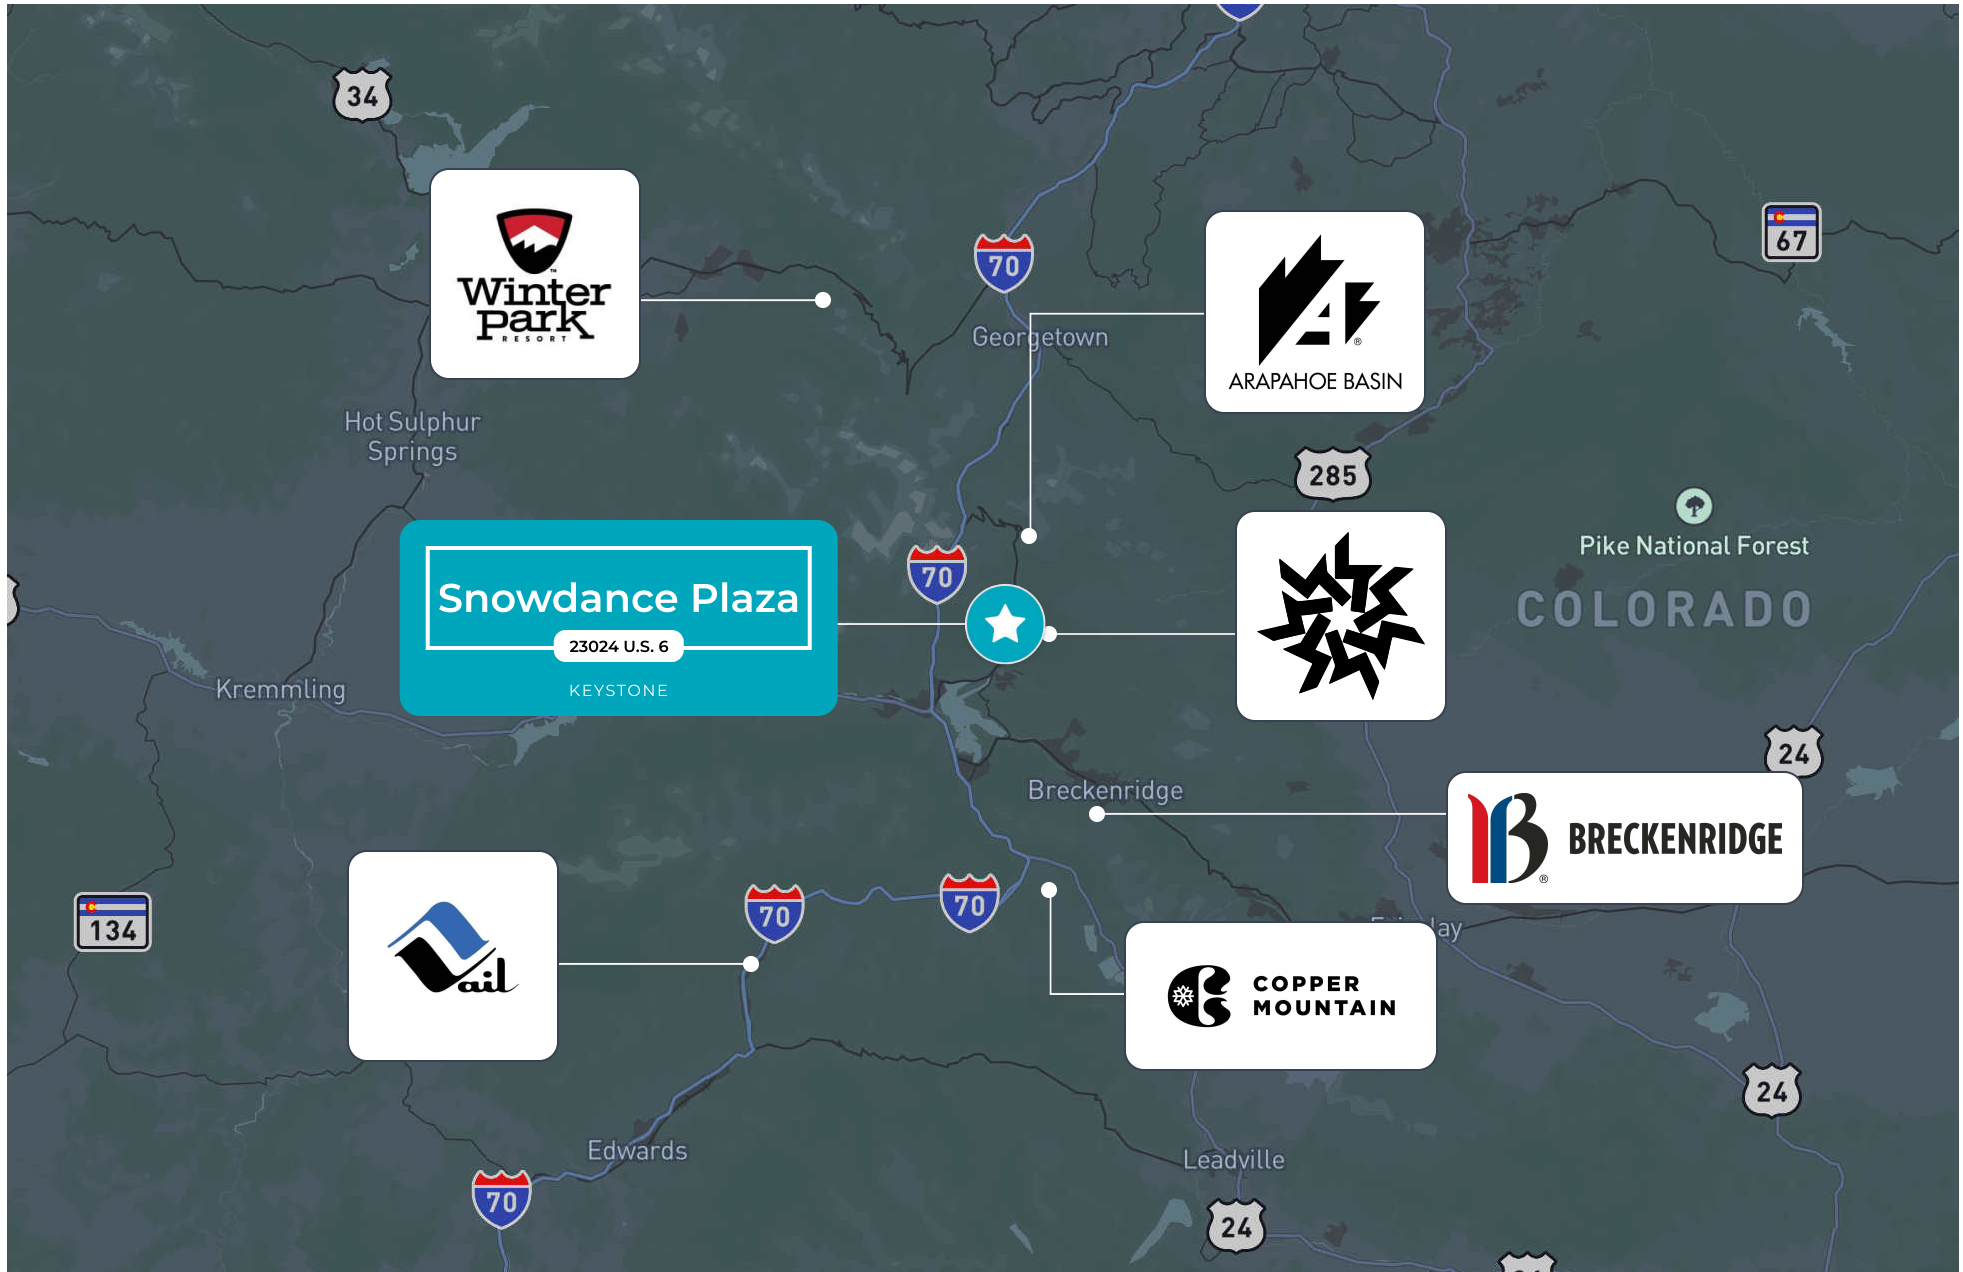 34
Winter
park
RESORT
70
Georgetown
67
A
ARAPAHOE BASIN
Hot Sulphur
Springs
285
Pike National Forest
COLORADO
70
Snowdance Plaza
23024 U.S. 6
KEYSTONE
Kremmling
24
Breckenridge
B BRECKENRIDGE
134
70
70
Vail
C COPPER
MOUNTAIN
24
Edwards
Leadville
70
24